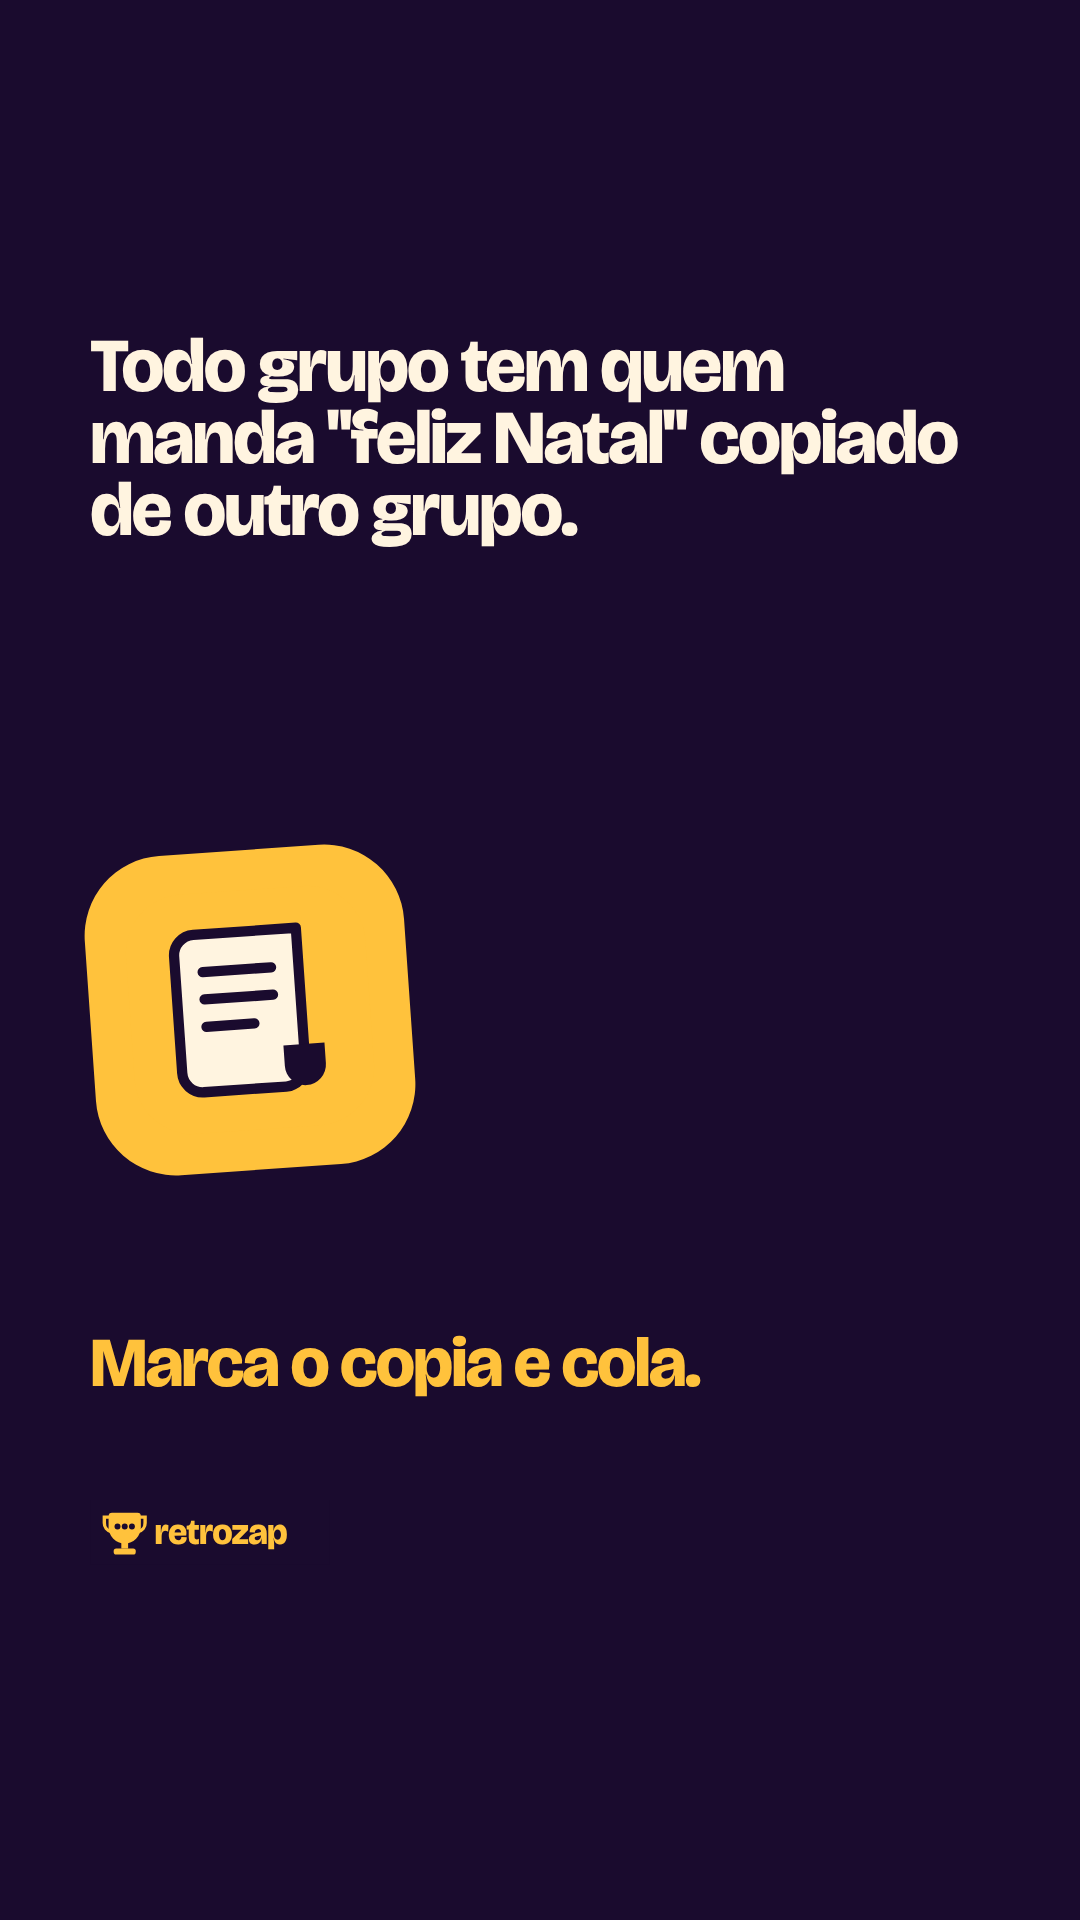 Todo grupo tem quem
manda "feliz Natal" copiado
de outro grupo.
Marca o copia e cola.
retrozap